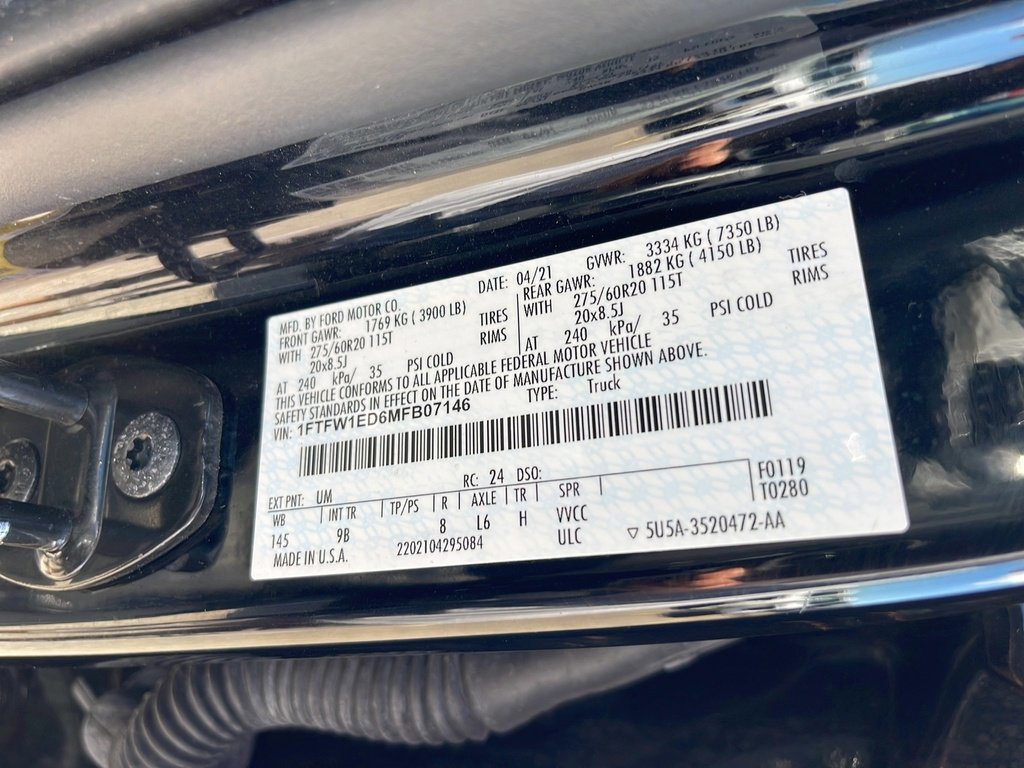 MFD. BY FORD MOTOR CO. DATE: 04/21 GVWR: 3334 KG ( 7350 LB)
FRONT GAWR: 1769 KG ( 3900 LB) REAR GAWR: 1882 KG ( 4150 LB)
WITH 275/60R20 115T TIRES WITH 275/60R20 115T TIRES
20x8.5J RIMS 20x8.5J RIMS
AT 240 kPa/ 35 PSI COLD AT 240 kPa/ 35 PSI COLD
THIS VEHICLE CONFORMS TO ALL APPLICABLE FEDERAL MOTOR VEHICLE
SAFETY STANDARDS IN EFFECT ON THE DATE OF MANUFACTURE SHOWN ABOVE.
VIN: 1FTFW1ED6MFB07146 TYPE: Truck
EXT PNT: UM RC: 24 DSO: F0119
WB INT TR TP/PS R AXLE TR SPR T0280
145 9B 8 L6 H VVCC
MADE IN U.S.A. 2202104295084 ULC ▽ 5U5A-3520472-AA